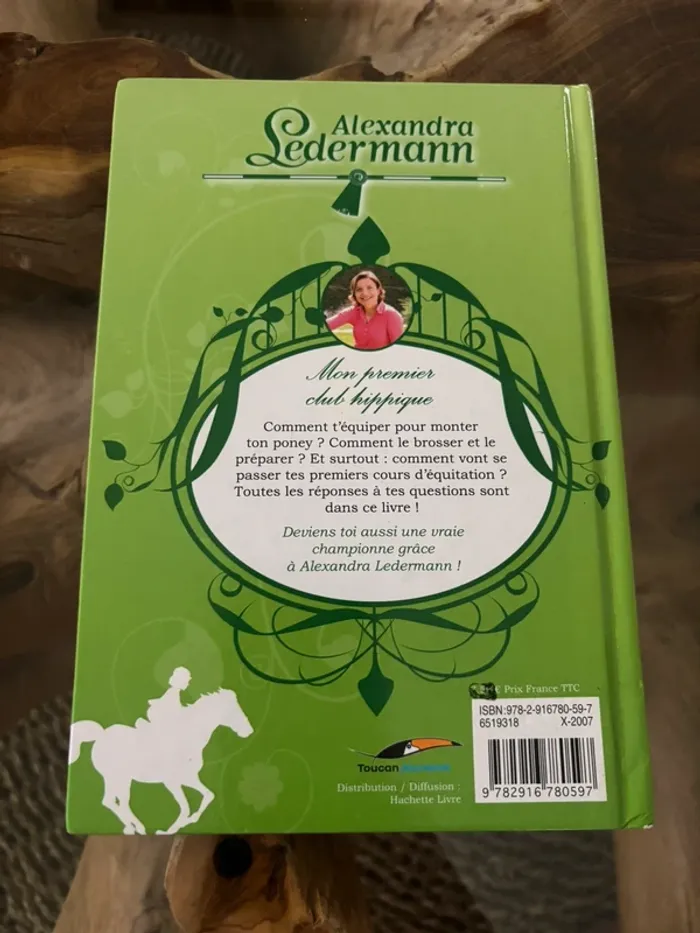 Alexandra
Ledermann
Mon premier
club hippique
Comment t'équiper pour monter
ton poney ? Comment le brosser et le
préparer ? Et surtout : comment vont se
passer tes premiers cours d'équitation ?
Toutes les réponses à tes questions sont
dans ce livre !
Deviens toi aussi une vraie
championne grâce
à Alexandra Ledermann !
€ Prix France TTC
ISBN:978-2-916780-59-7
6519318 X-2007
9 782916 780597
Toucan
Distribution / Diffusion :
Hachette Livre